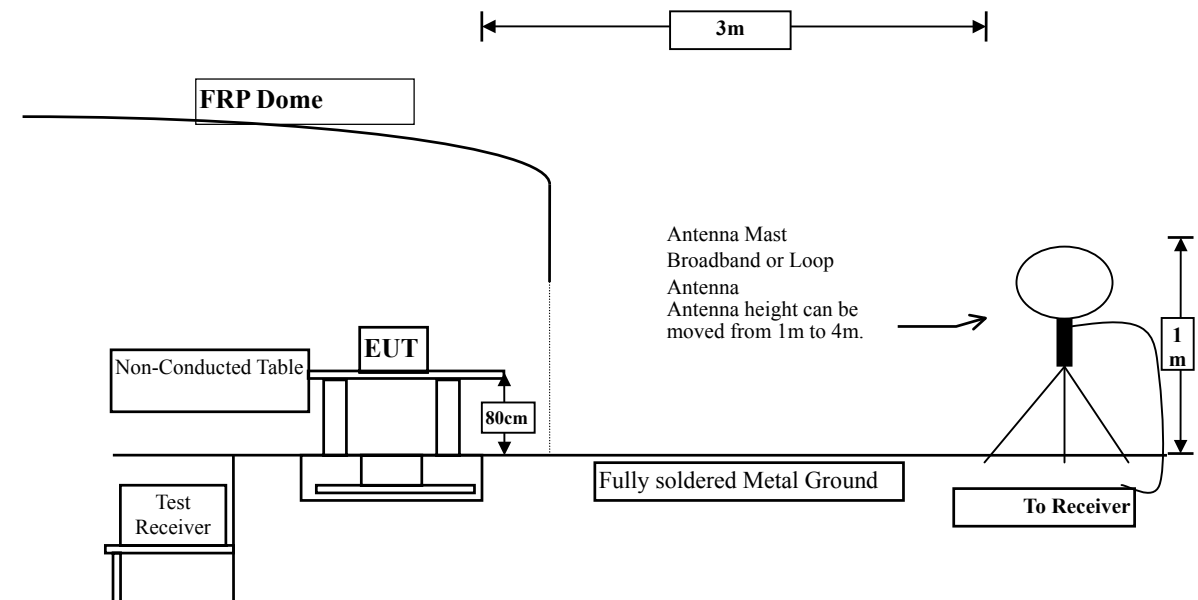 3m
FRP Dome
Antenna Mast
Broadband or Loop
Antenna
Antenna height can be
moved from 1m to 4m.
1
m
EUT
Non-Conducted Table
80cm
Fully soldered Metal Ground
Test
Receiver
To Receiver